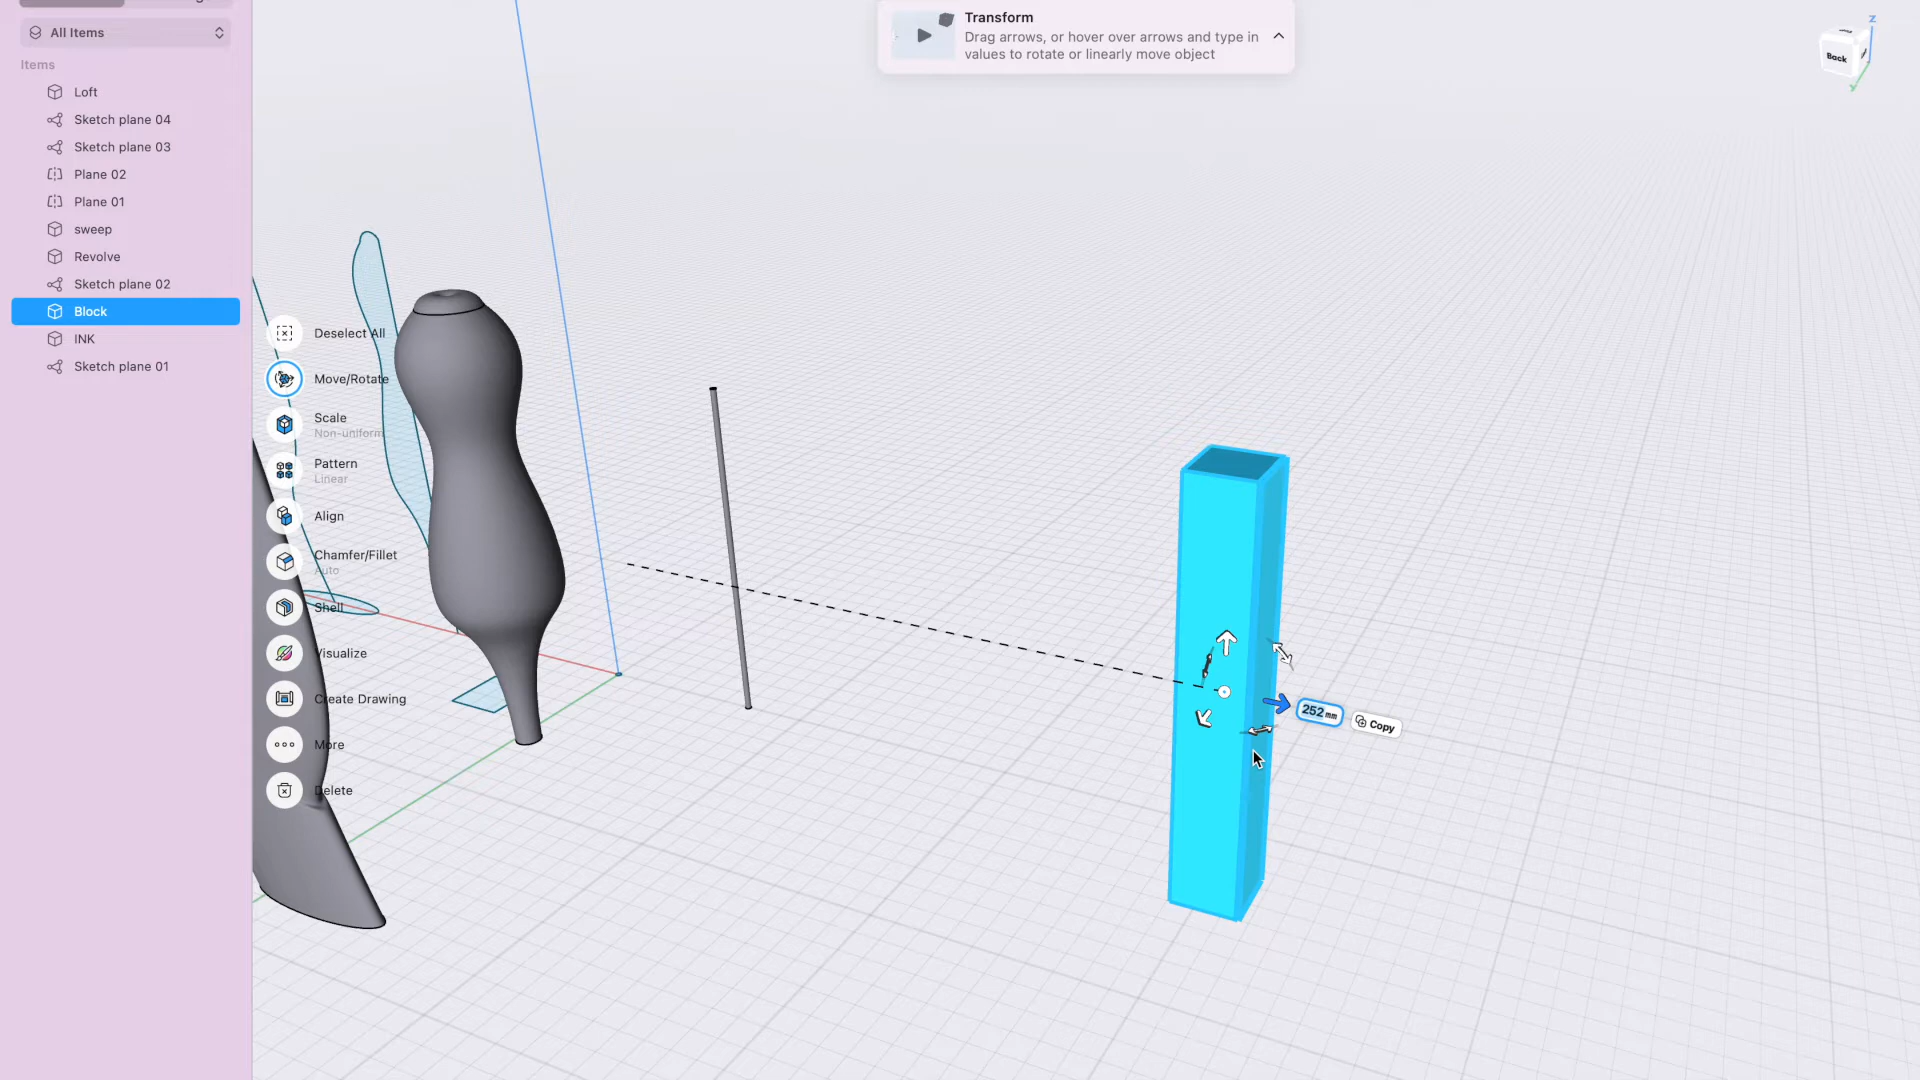 All Items
Items
Loft
Sketch plane 04
Sketch plane 03
Plane 02
Plane 01
sweep
Revolve
Sketch plane 02
Block
INK
Sketch plane 01
Deselect All
Move/Rotate
Scale
Non-uniform
Pattern
Linear
Align
Chamfer/Fillet
Auto
Shell
Visualize
Create Drawing
More
Delete
Transform
Drag arrows, or hover over arrows and type in
values to rotate or linearly move object
252 mm
Copy
Z
Back
Y